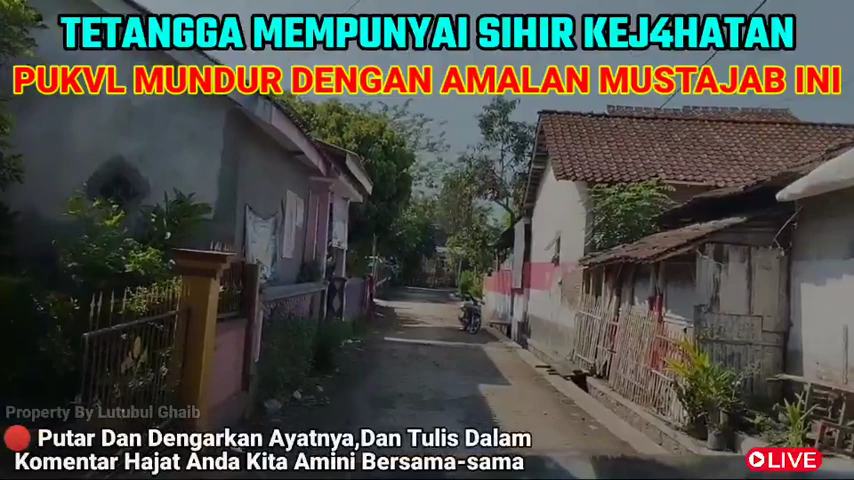 TETANGGA MEMPUNYAI SIHIR KEJ4HATAN
PUKVL MUNDUR DENGAN AMALAN MUSTAJAB INI
Property By Lutubul Ghaib
Putar Dan Dengarkan Ayatnya,Dan Tulis Dalam
Komentar Hajat Anda Kita Amini Bersama-sama
LIVE